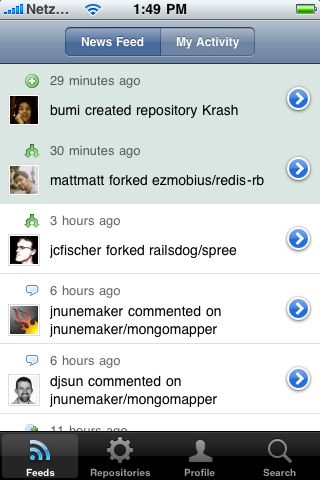 Netz... 1:49 PM
News Feed My Activity
29 minutes ago
bumi created repository Krash
30 minutes ago
mattmatt forked ezmobius/redis-rb
3 hours ago
jcfischer forked railsdog/spree
6 hours ago
jnunemaker commented on
jnunemaker/mongomapper
6 hours ago
djsun commented on
jnunemaker/mongomapper
11 hours ago
Feeds Repositories Profile Search